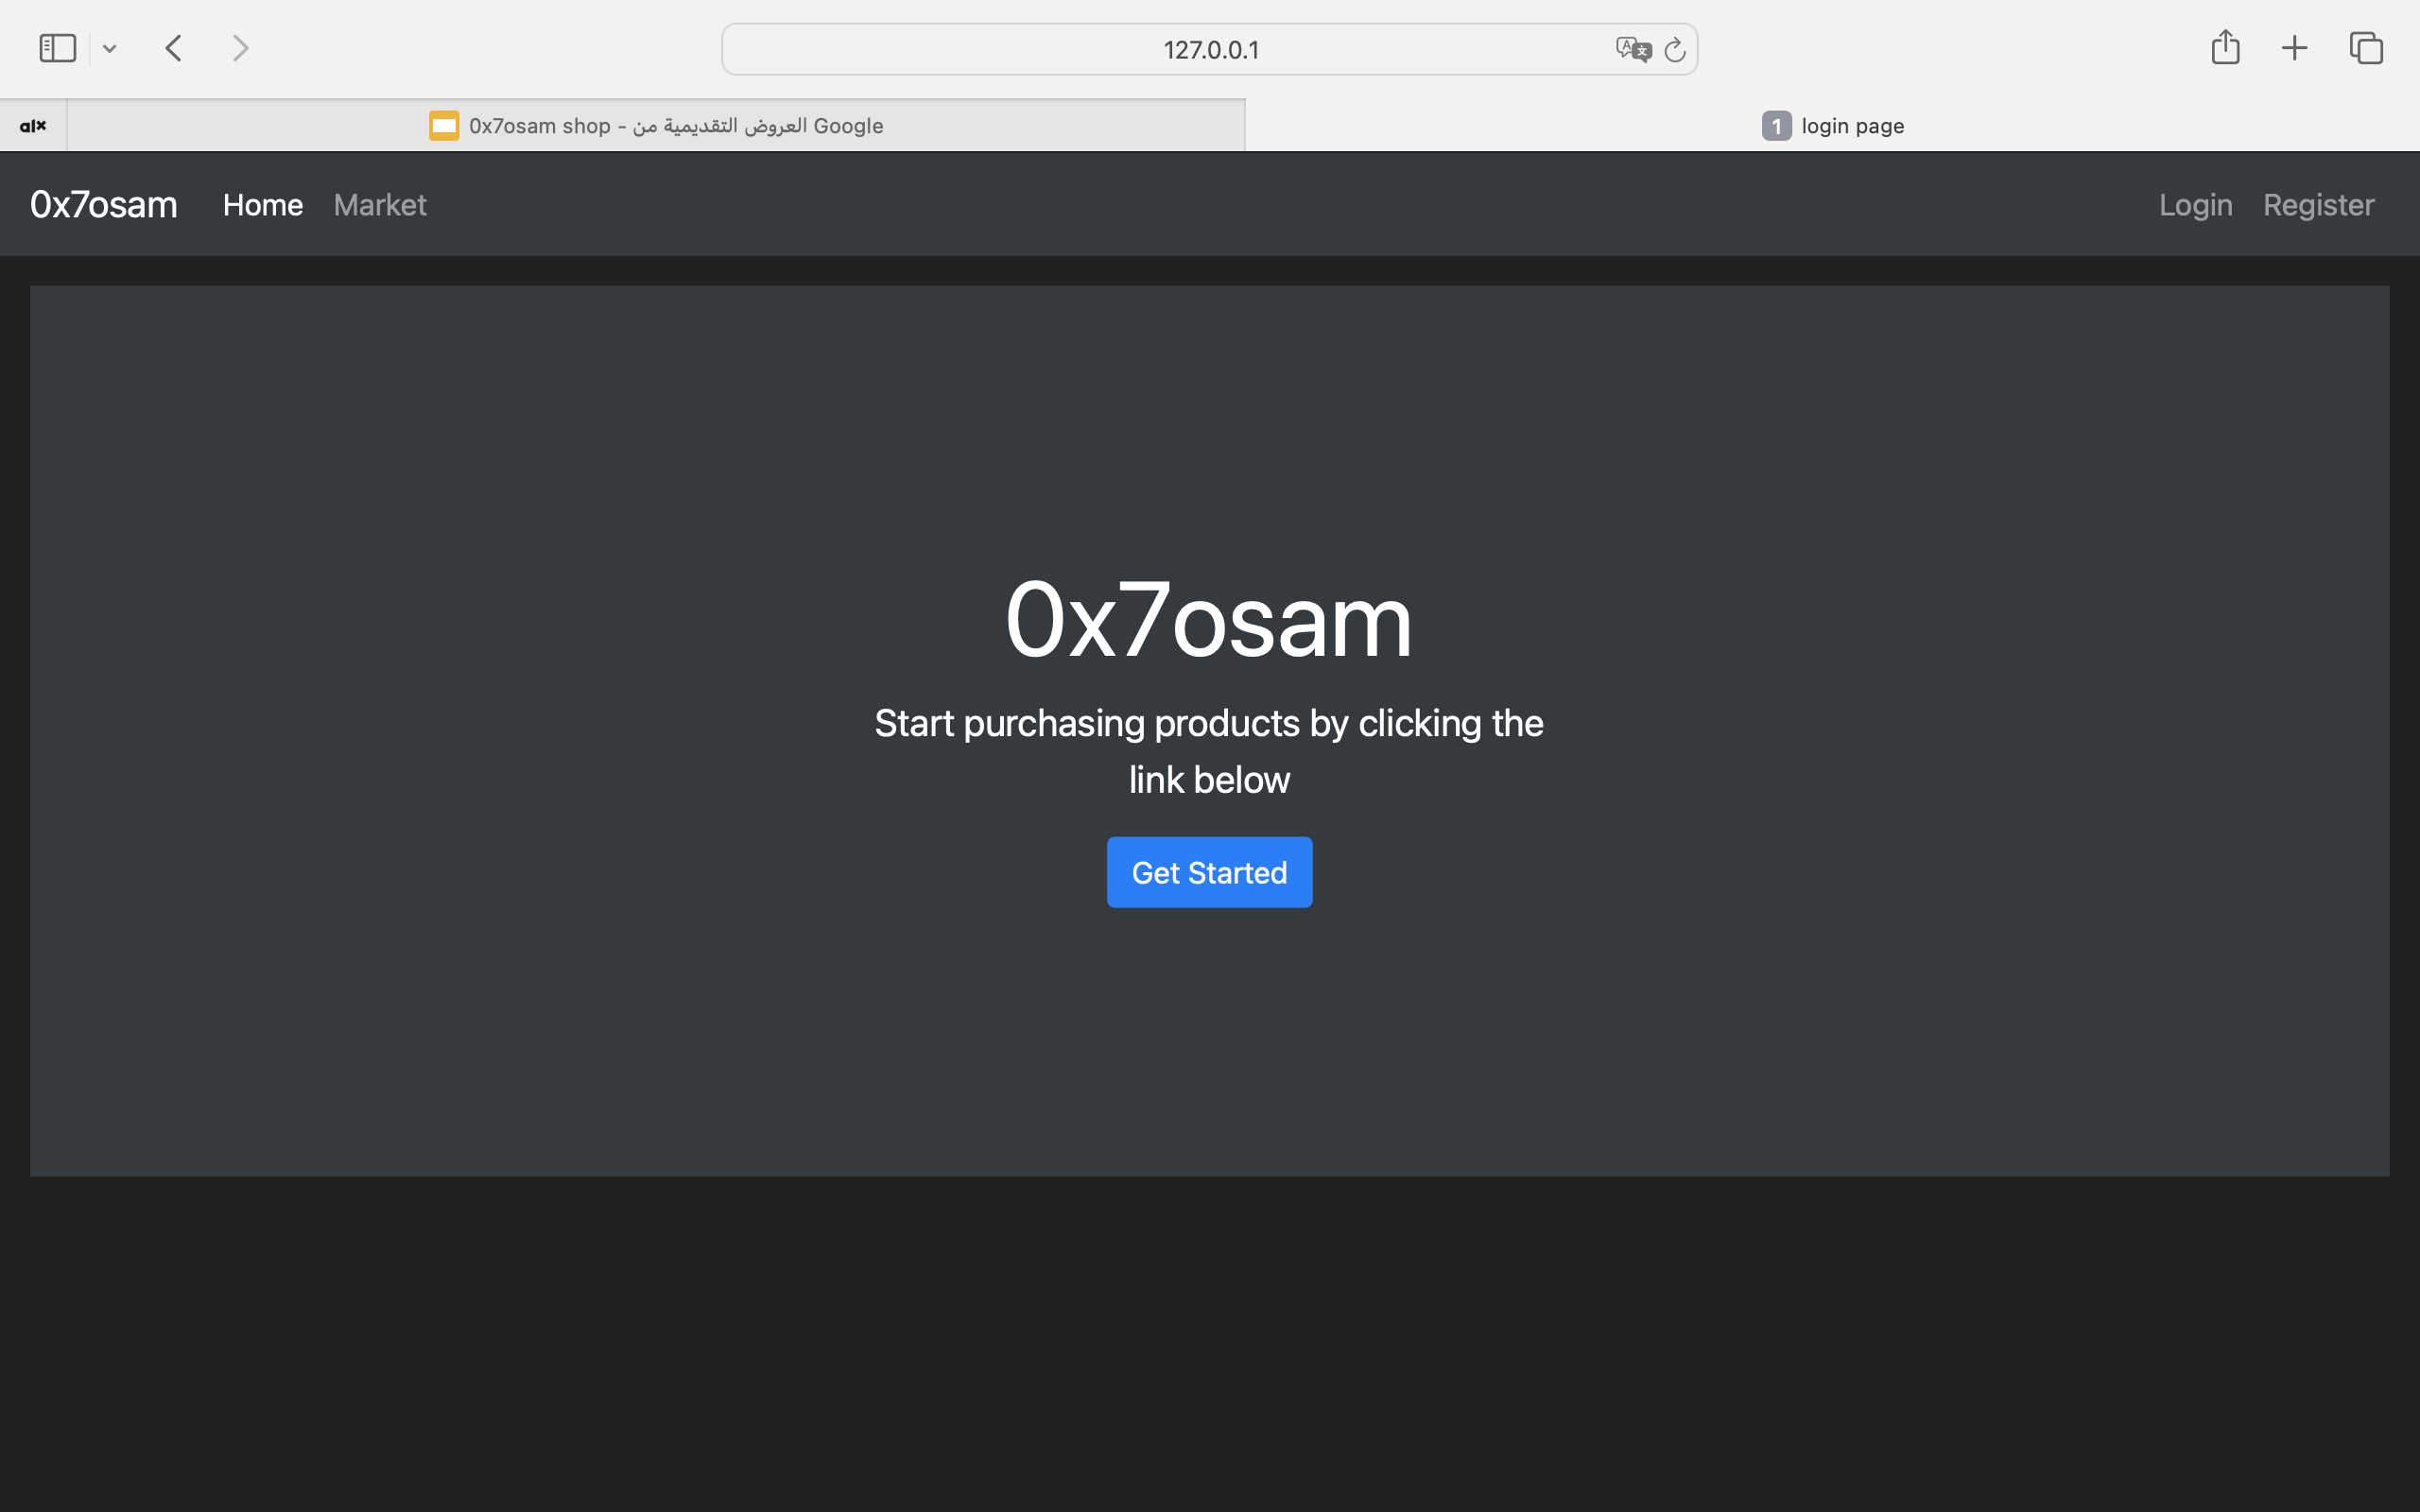 127.0.0.1
alx
0x7osam shop - العروض التقديمية من Google
1 login page
0x7osam Home Market Login Register
0x7osam
Start purchasing products by clicking the
link below
Get Started